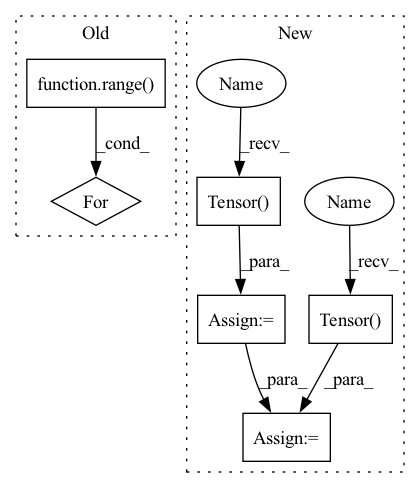 Old
New
function.range()
Name
_cond_
_recv_
For
Tensor()
Name
_para_
_recv_
Assign:=
Tensor()
_para_
_para_
Assign:=